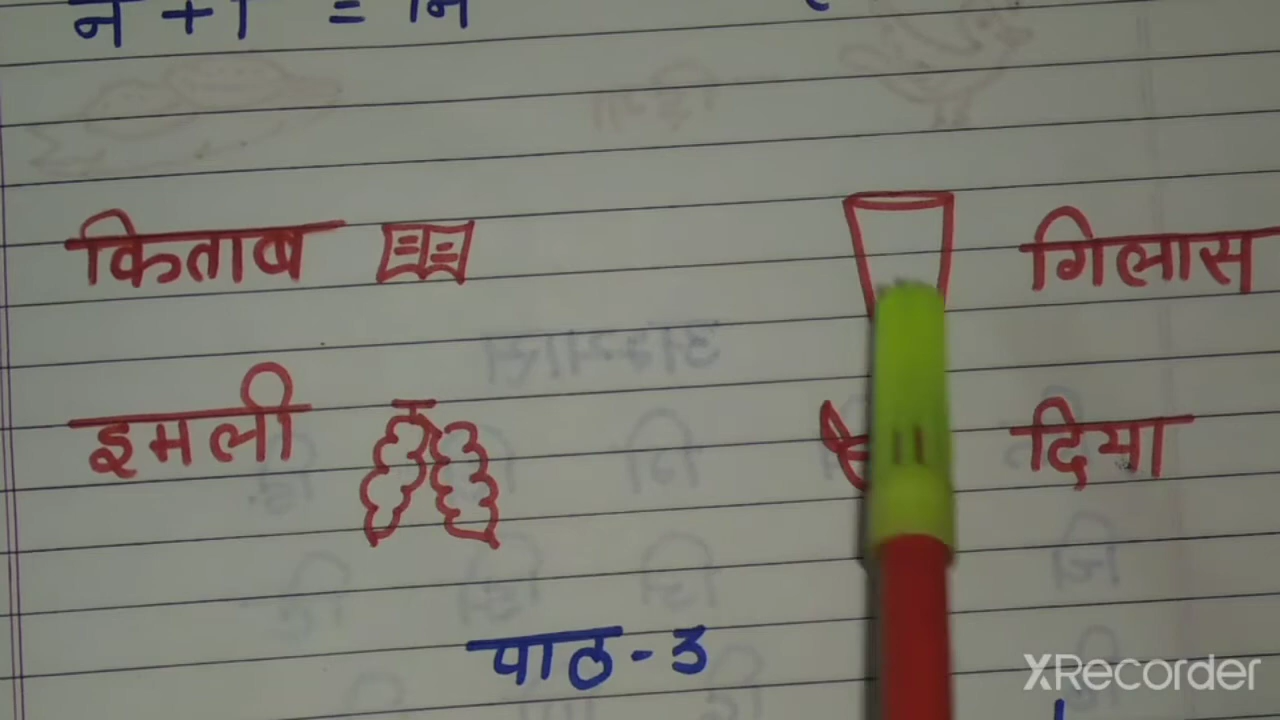 न + ि = नि
किताब गिलास
इमली दिया
पाठ - 3
XRecorder